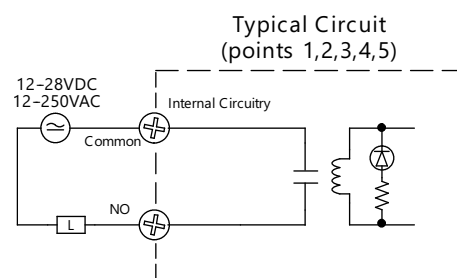 Typical Circuit
(points 1,2,3,4,5)
12–28VDC
12–250VAC
Internal Circuitry
Common
NO
L